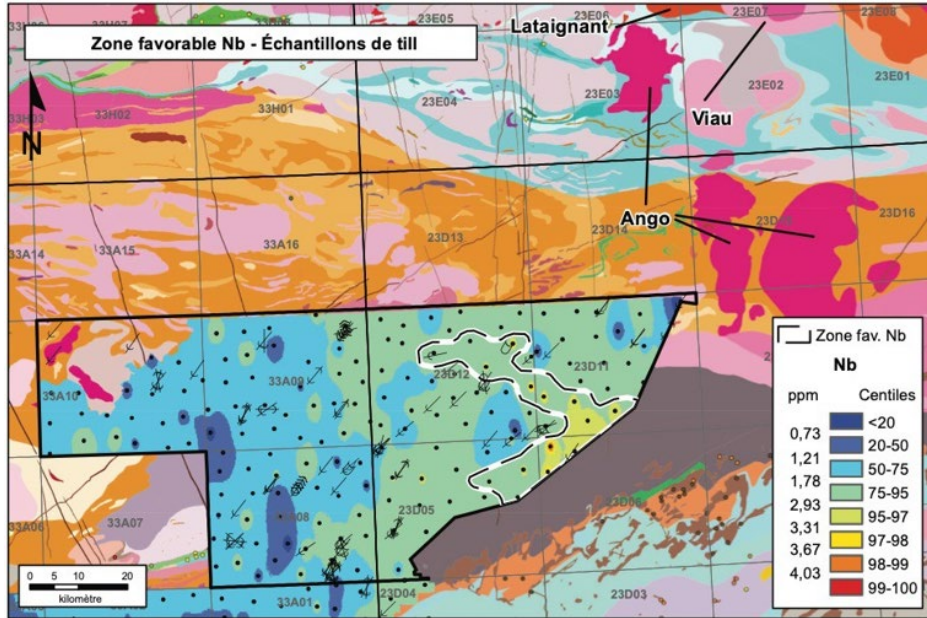 23E05
23E06
23E07
23E08
Lataignant
Zone favorable Nb - Échantillons de till
23E01
23E04
23E03
23E02
33H03
33H02
33H01
Viau
N
Ango
33A14
33A15
33A16
23D13
23D14
23D16
33A10
33A09
23D12
23D11
Zone fav. Nb
Nb
ppm Centiles
<20
0,73
20-50
1,21
50-75
1,78
75-95
2,93
95-97
3,31
97-98
3,67
98-99
4,03
99-100
33A06
33A07
23D05
23D06
0 5 10 20
kilomètre
33A01
23D04
23D03